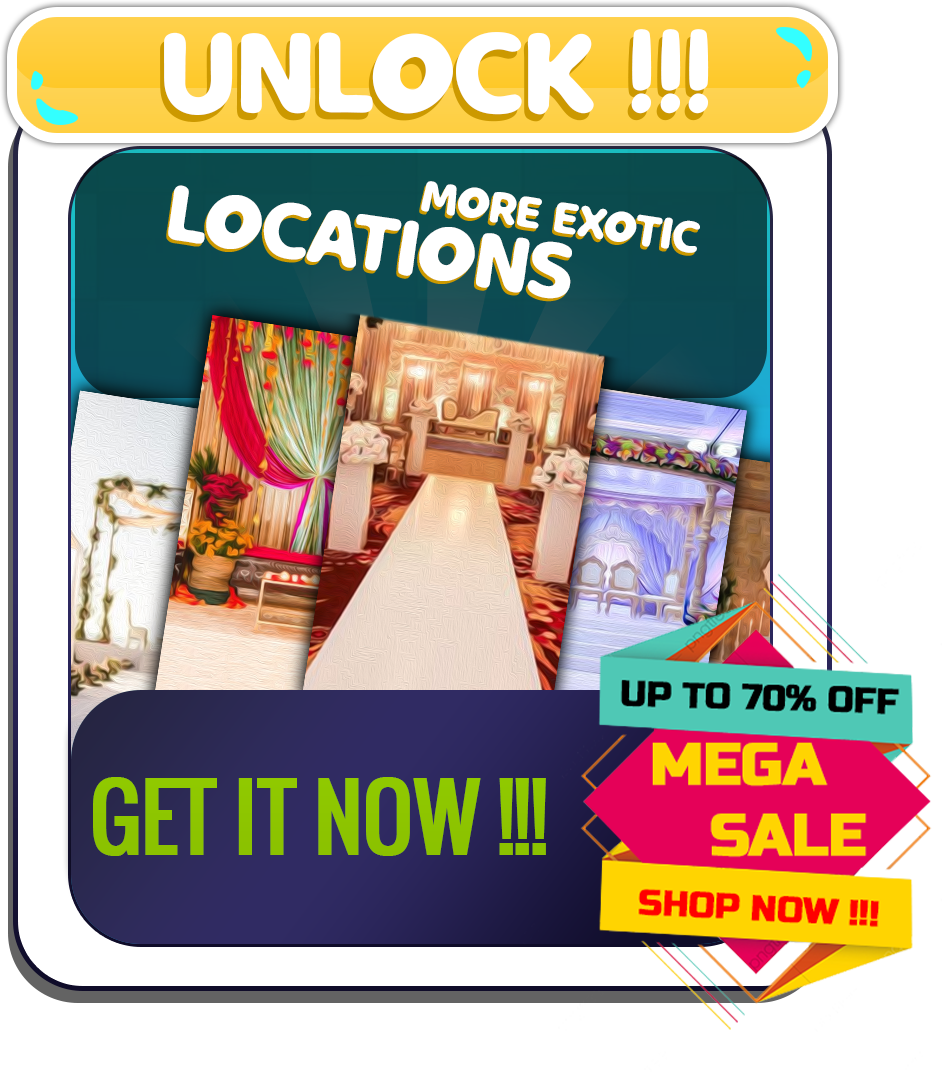 UNLOCK !!!
MORE EXOTIC
LOCATIONS
UP TO 70% OFF
MEGA
SALE
GET IT NOW !!!
SHOP NOW !!!